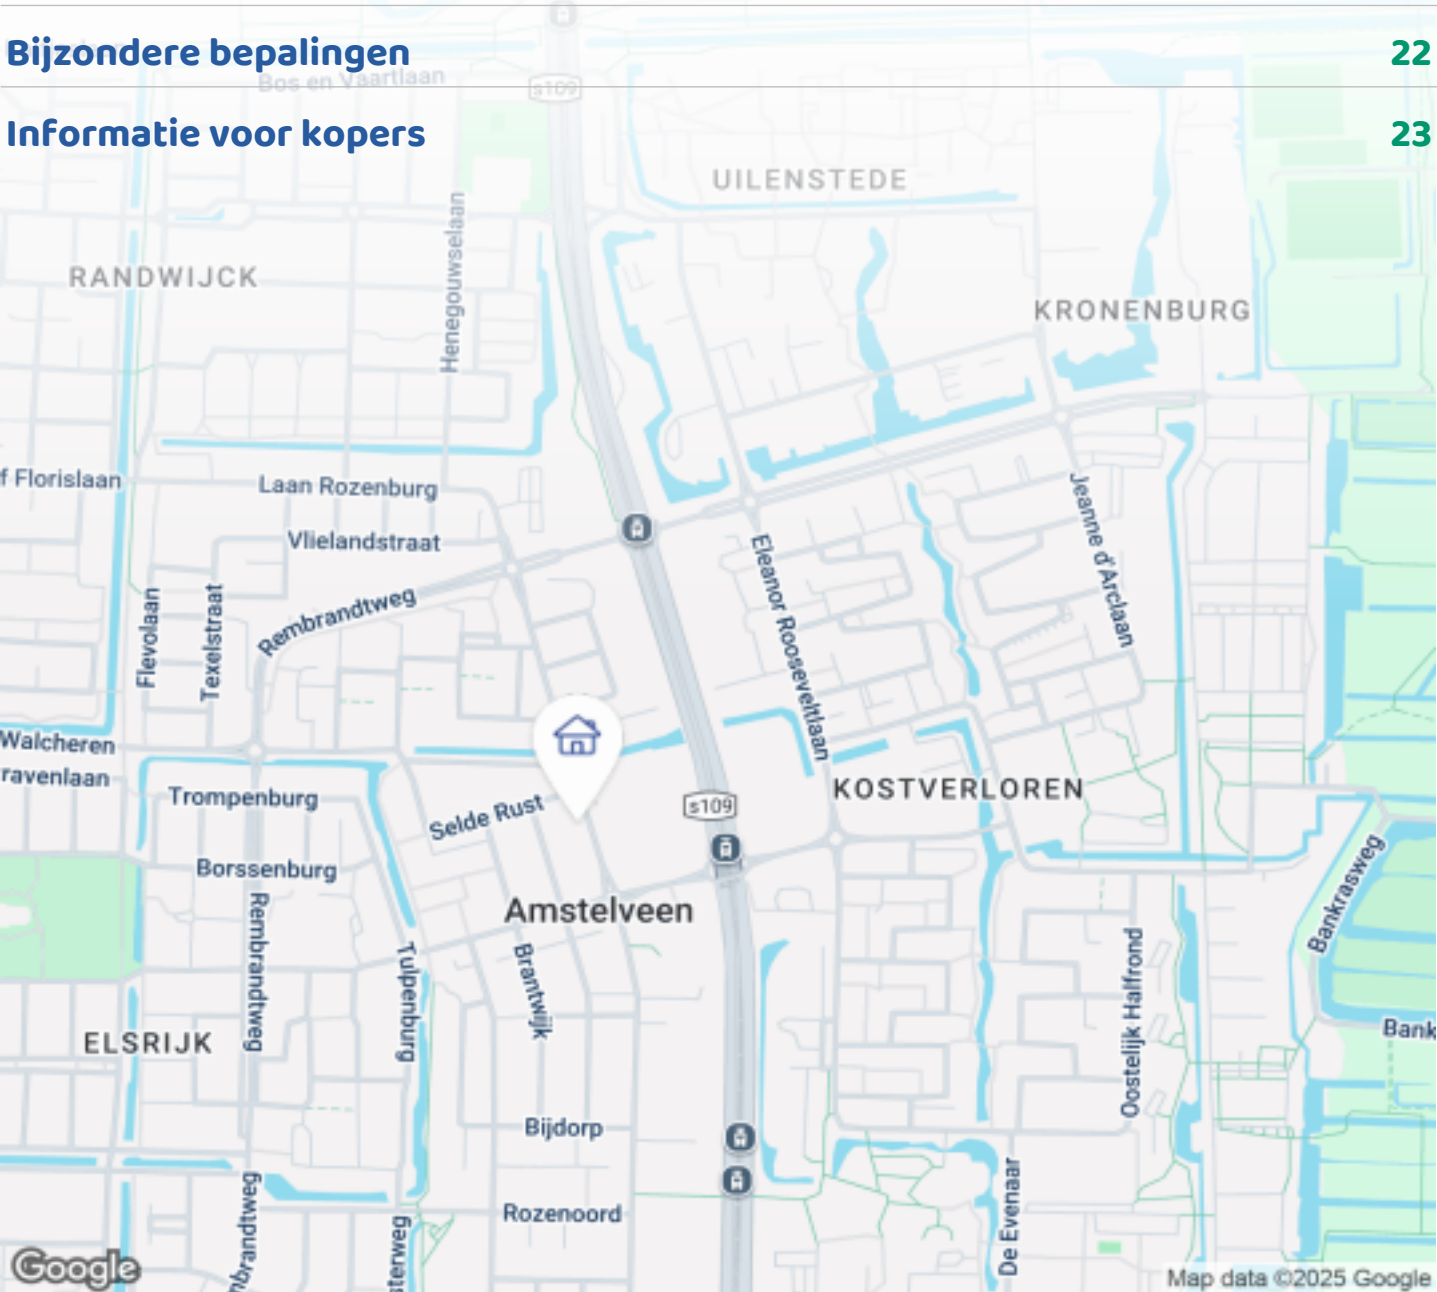 Bijzondere bepalingen 22
Bos en Vaartlaan
s109
Informatie voor kopers 23
UILENSTEDE
Henegouwselaan
RANDWIJCK
KRONENBURG
f Florislaan
Laan Rozenburg
Jeanne d'Arclaan
Vlielandstraat
Eleanor Rooseveltlaan
Flevolaan
Texelstraat
Rembrandtweg
Walcheren
ravenlaan
Trompenburg
Selde Rust
s109
KOSTVERLOREN
Borssenburg
Bankrasweg
Amstelveen
Rembrandtweg
Tulpenburg
Brantwijk
Oostelijk Halfrond
ELSRIJK
Bank
Bijdorp
mbrandtweg
Rozenoord
sterweg
De Evenaar
Google
Map data ©2025 Google